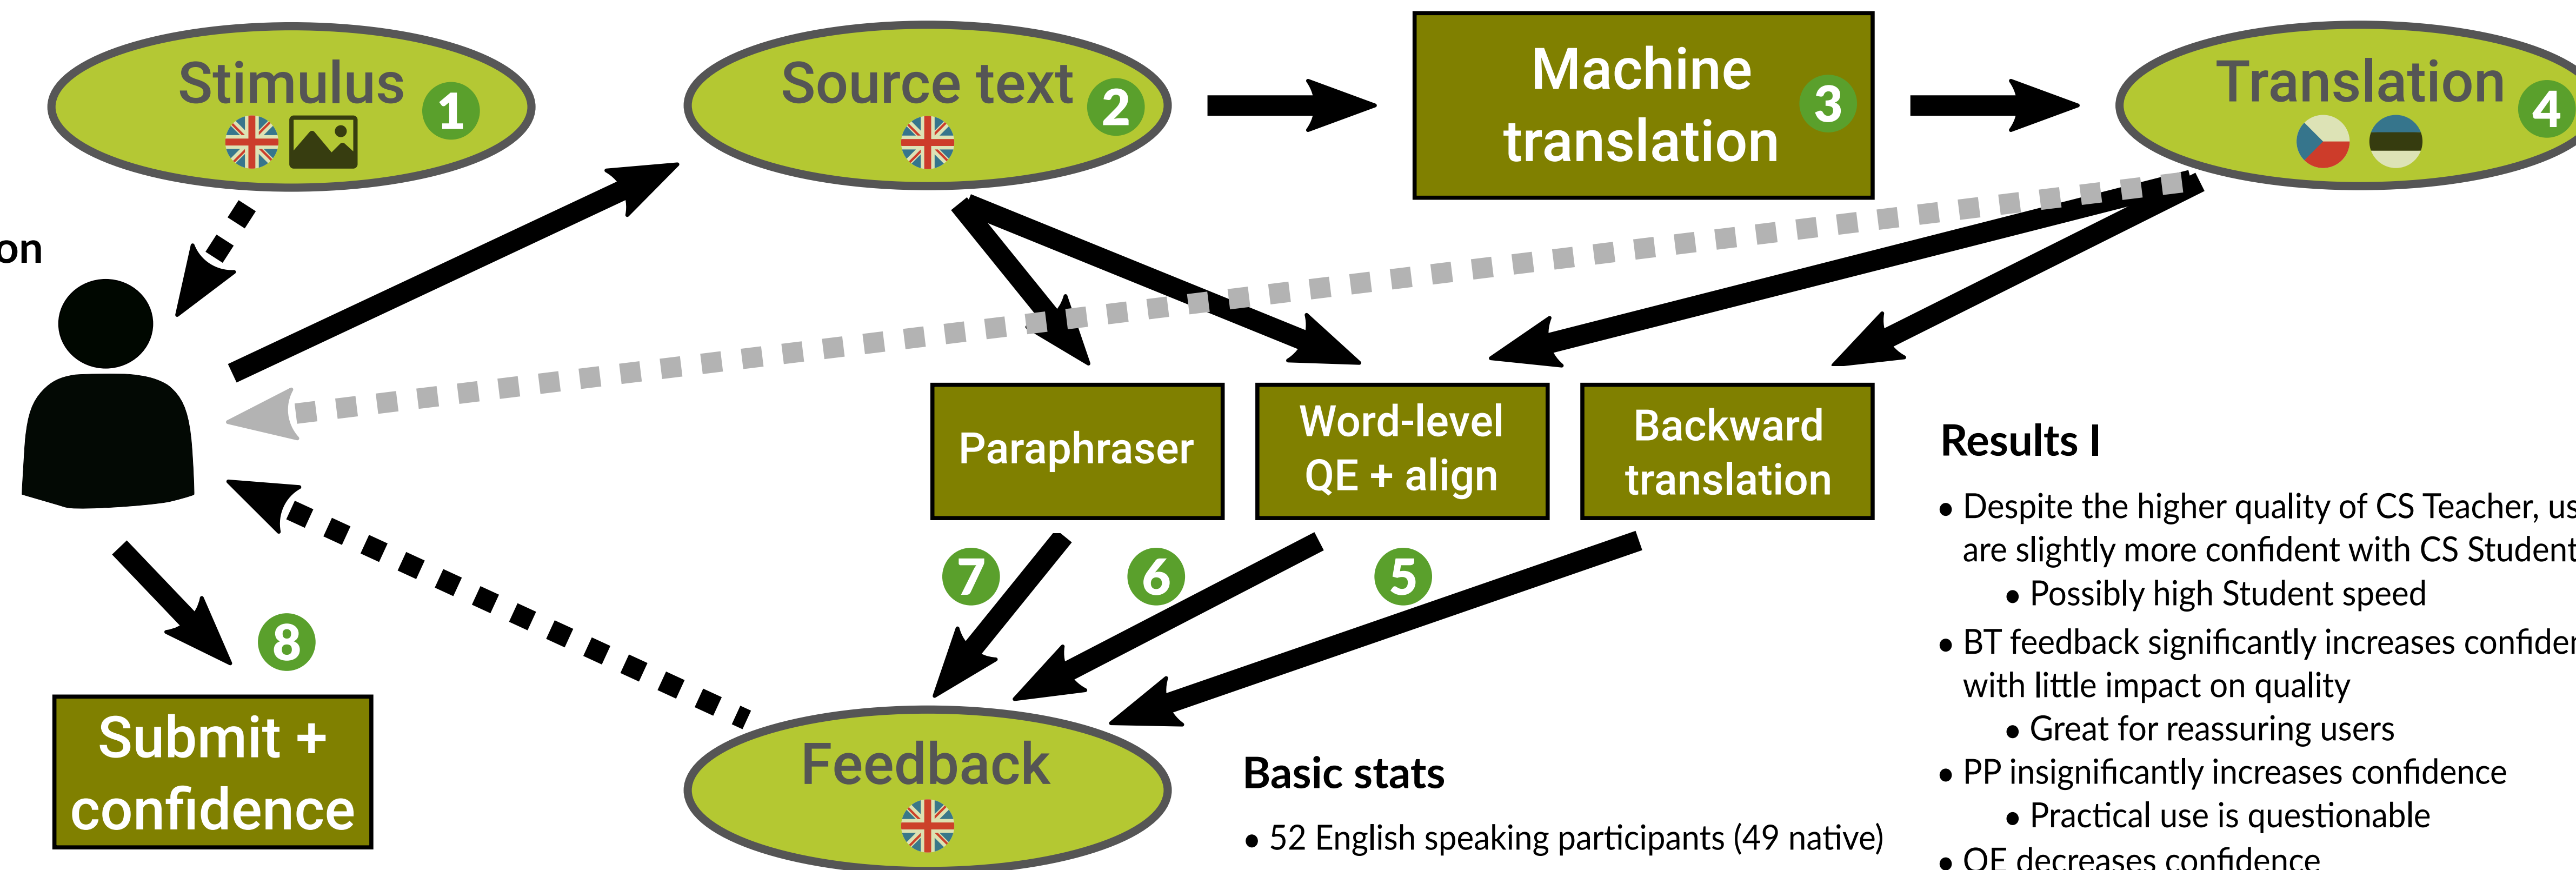 Stimulus 1
Source text 2
Machine
translation 3
Translation 4
on
Paraphraser
Word-level
QE + align
Backward
translation
7
6
5
8
Submit +
confidence
Feedback
Basic stats
• 52 English speaking participants (49 native)
Results I
• Despite the higher quality of CS Teacher, us
are slightly more confident with CS Student
• Possibly high Student speed
• BT feedback significantly increases confiden
with little impact on quality
• Great for reassuring users
• PP insignificantly increases confidence
• Practical use is questionable
• QE decreases confidence